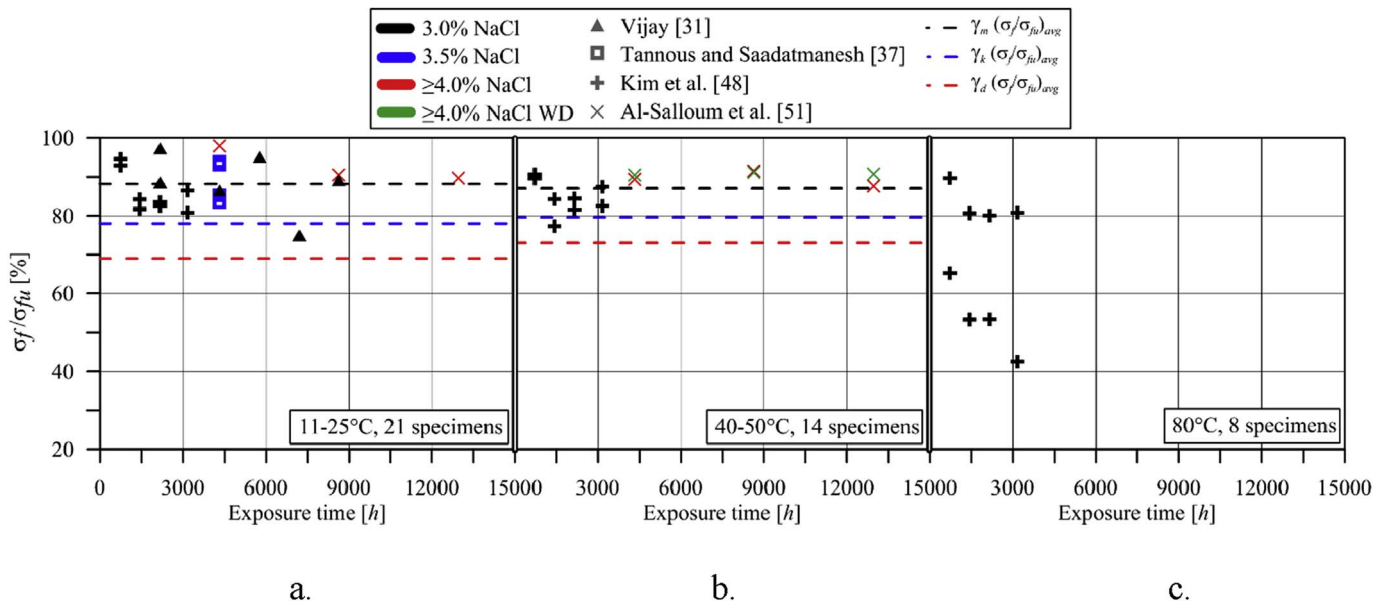 3.0% NaCl
3.5% NaCl
≥4.0% NaCl
≥4.0% NaCl WD
Vijay [31]
Tannous and Saadatmanesh [37]
Kim et al. [48]
Al-Salloum et al. [51]
γm (σf/σfu)avg
γk (σf/σfu)avg
γd (σf/σfu)avg
σf/σfu [%]
100
80
60
40
20
11-25°C, 21 specimens
40-50°C, 14 specimens
80°C, 8 specimens
0 3000 6000 9000 12000 15000 3000 6000 9000 12000 15000 3000 6000 9000 12000 15000
Exposure time [h] Exposure time [h] Exposure time [h]
a. b. c.